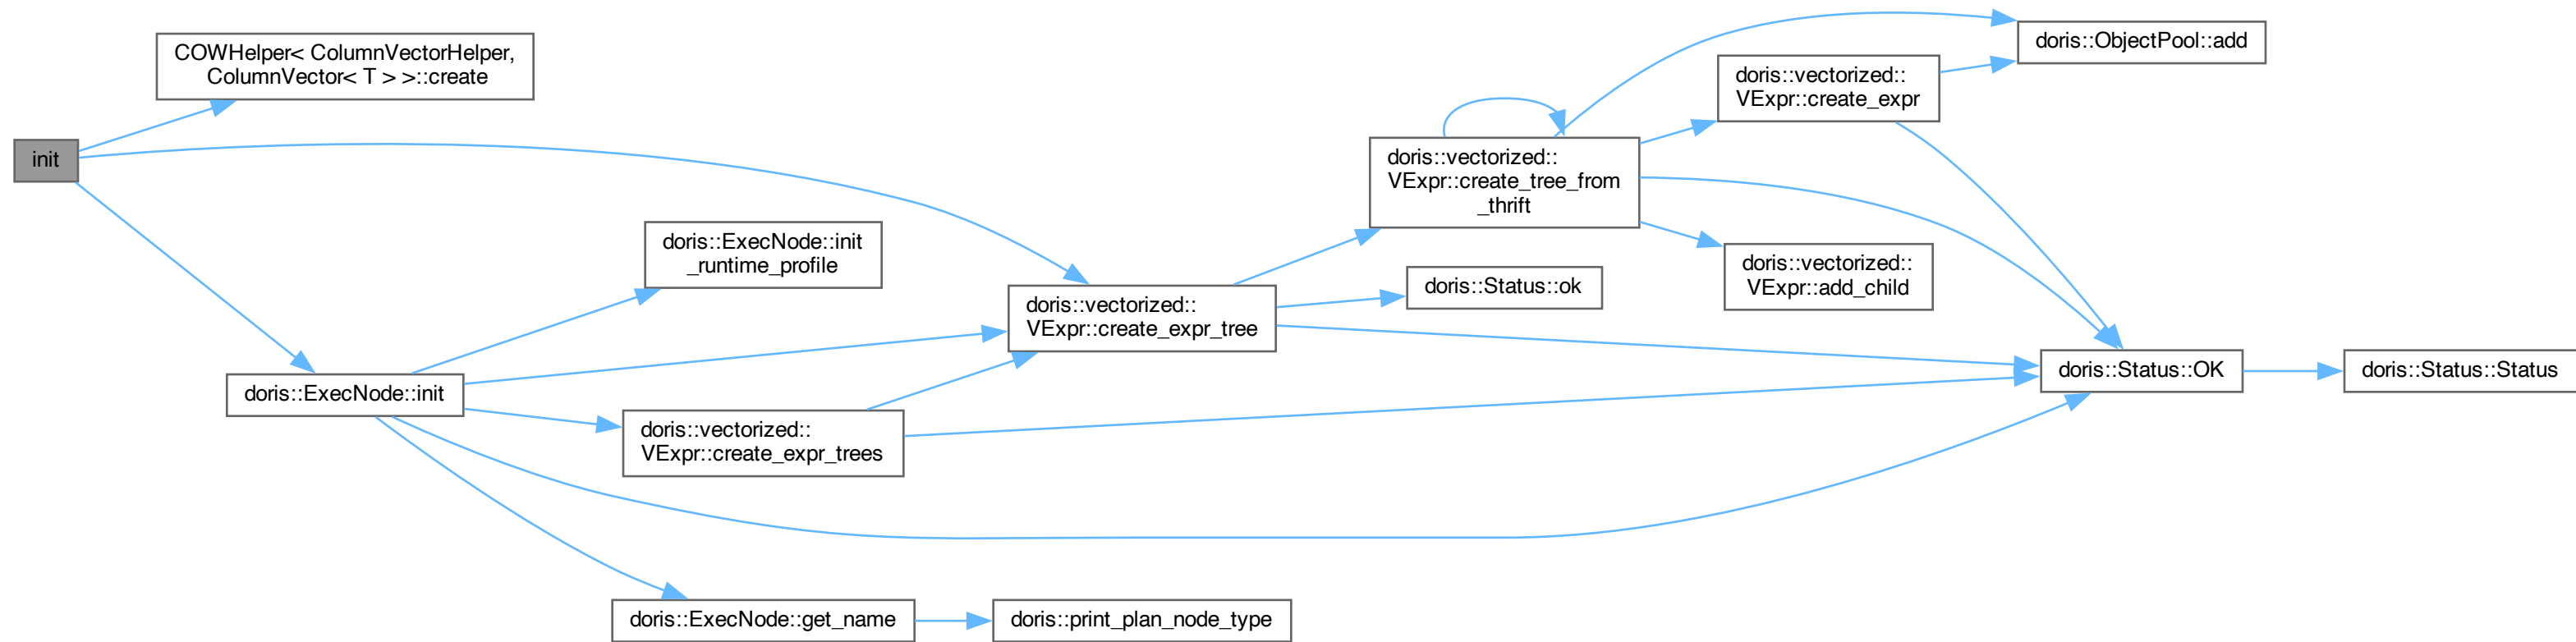 init
COWHelper< ColumnVectorHelper,
ColumnVector< T > >::create
doris::ExecNode::init
doris::ExecNode::init
_runtime_profile
doris::vectorized::
VExpr::create_expr_trees
doris::ExecNode::get_name
doris::print_plan_node_type
doris::vectorized::
VExpr::create_expr_tree
doris::vectorized::
VExpr::create_tree_from
_thrift
doris::Status::ok
doris::vectorized::
VExpr::create_expr
doris::vectorized::
VExpr::add_child
doris::ObjectPool::add
doris::Status::OK
doris::Status::Status